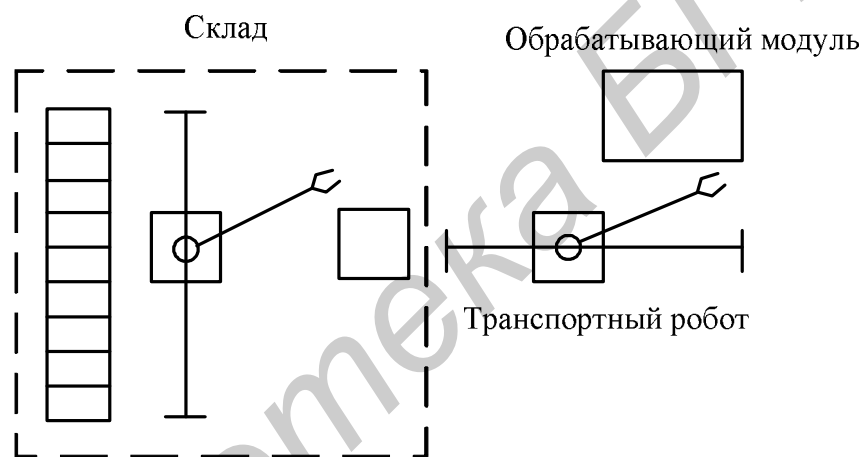 Склад
Обрабатывающий модуль
Транспортный робот